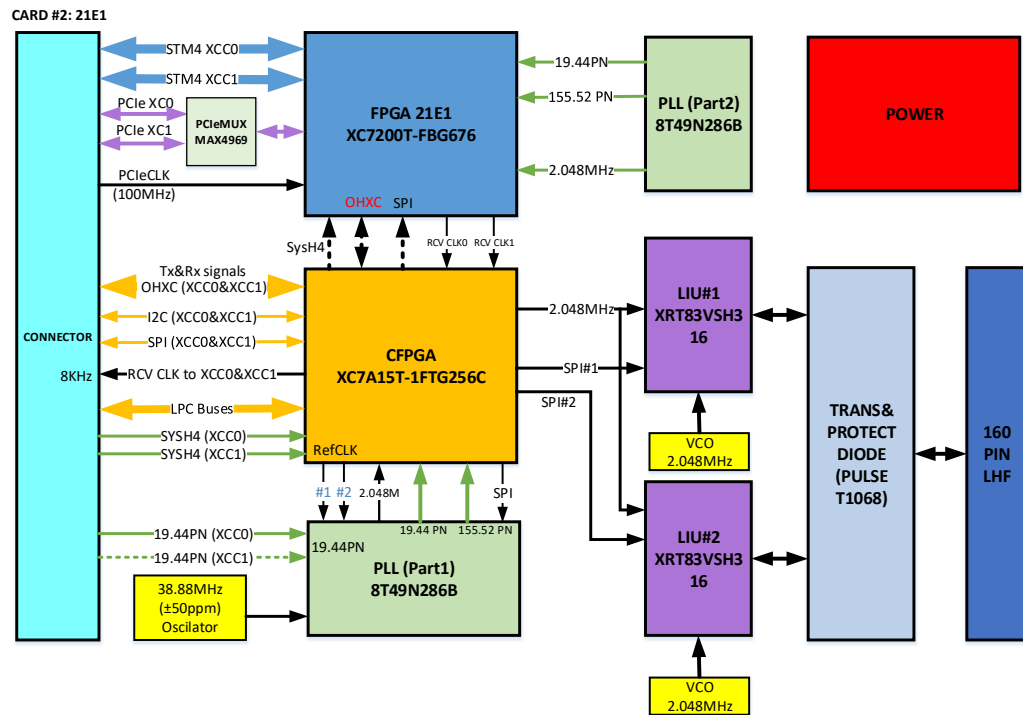 CARD #2: 21E1
CONNECTOR
8KHz
STM4 XCC0
STM4 XCC1
PCIe XC0
PCIe XC1
PCIeMUX
MAX4969
PCIeCLK
(100MHz)
FPGA 21E1
XC7200T-FBG676
19.44PN
155.52 PN
2.048MHz
PLL (Part2)
8T49N286B
POWER
OHXC
SPI
SysH4
RCV CLK0
RCV CLK1
Tx&Rx signals
OHXC (XCC0&XCC1)
I2C (XCC0&XCC1)
SPI (XCC0&XCC1)
RCV CLK to XCC0&XCC1
LPC Buses
SYSH4 (XCC0)
SYSH4 (XCC1)
CFPGA
XC7A15T-1FTG256C
RefCLK
2.048MHz
SPI#1
SPI#2
LIU#1
XRT83VSH3
16
VCO
2.048MHz
LIU#2
XRT83VSH3
16
VCO
2.048MHz
TRANS&
PROTECT
DIODE
(PULSE
T1068)
160
PIN
LHF
#1
#2
2.048M
19.44 PN
155.52 PN
SPI
19.44PN (XCC0)
19.44PN (XCC1)
19.44PN
PLL (Part1)
8T49N286B
38.88MHz
(±50ppm)
Oscilator